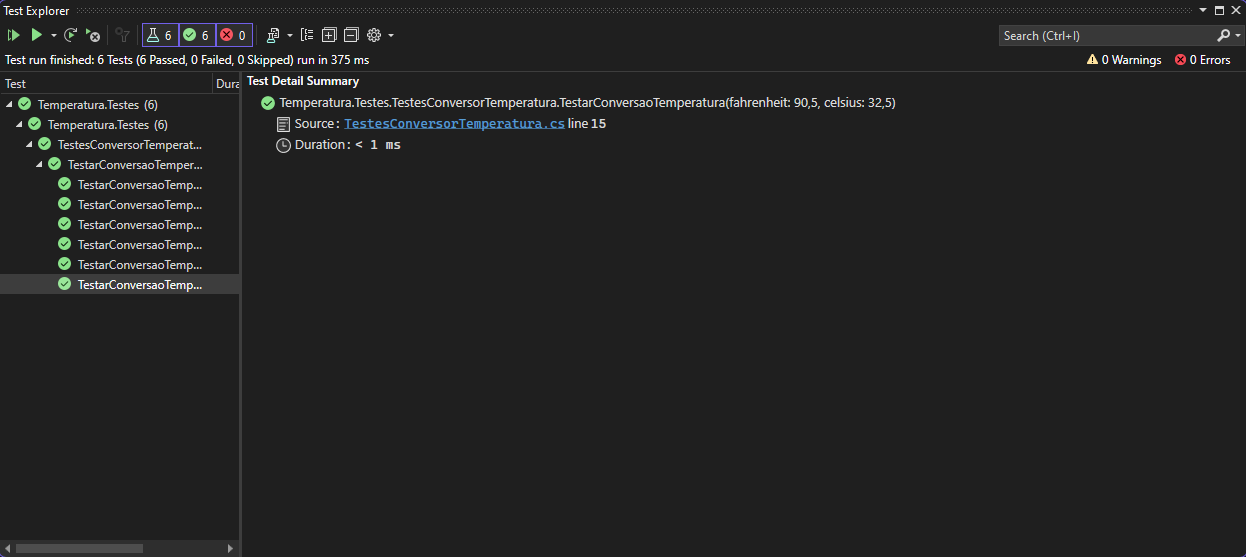 Test Explorer
6 6 0
Search (Ctrl+I)
Test run finished: 6 Tests (6 Passed, 0 Failed, 0 Skipped) run in 375 ms
0 Warnings 0 Errors
Test Dura
Test Detail Summary
Temperatura.Testes (6)
Temperatura.Testes (6)
TestesConversorTemperat...
TestarConversaoTemper...
TestarConversaoTemp...
TestarConversaoTemp...
TestarConversaoTemp...
TestarConversaoTemp...
TestarConversaoTemp...
TestarConversaoTemp...
Temperatura.Testes.TestesConversorTemperatura.TestarConversaoTemperatura(fahrenheit: 90,5, celsius: 32,5)
Source: TestesConversorTemperatura.cs line 15
Duration: < 1 ms